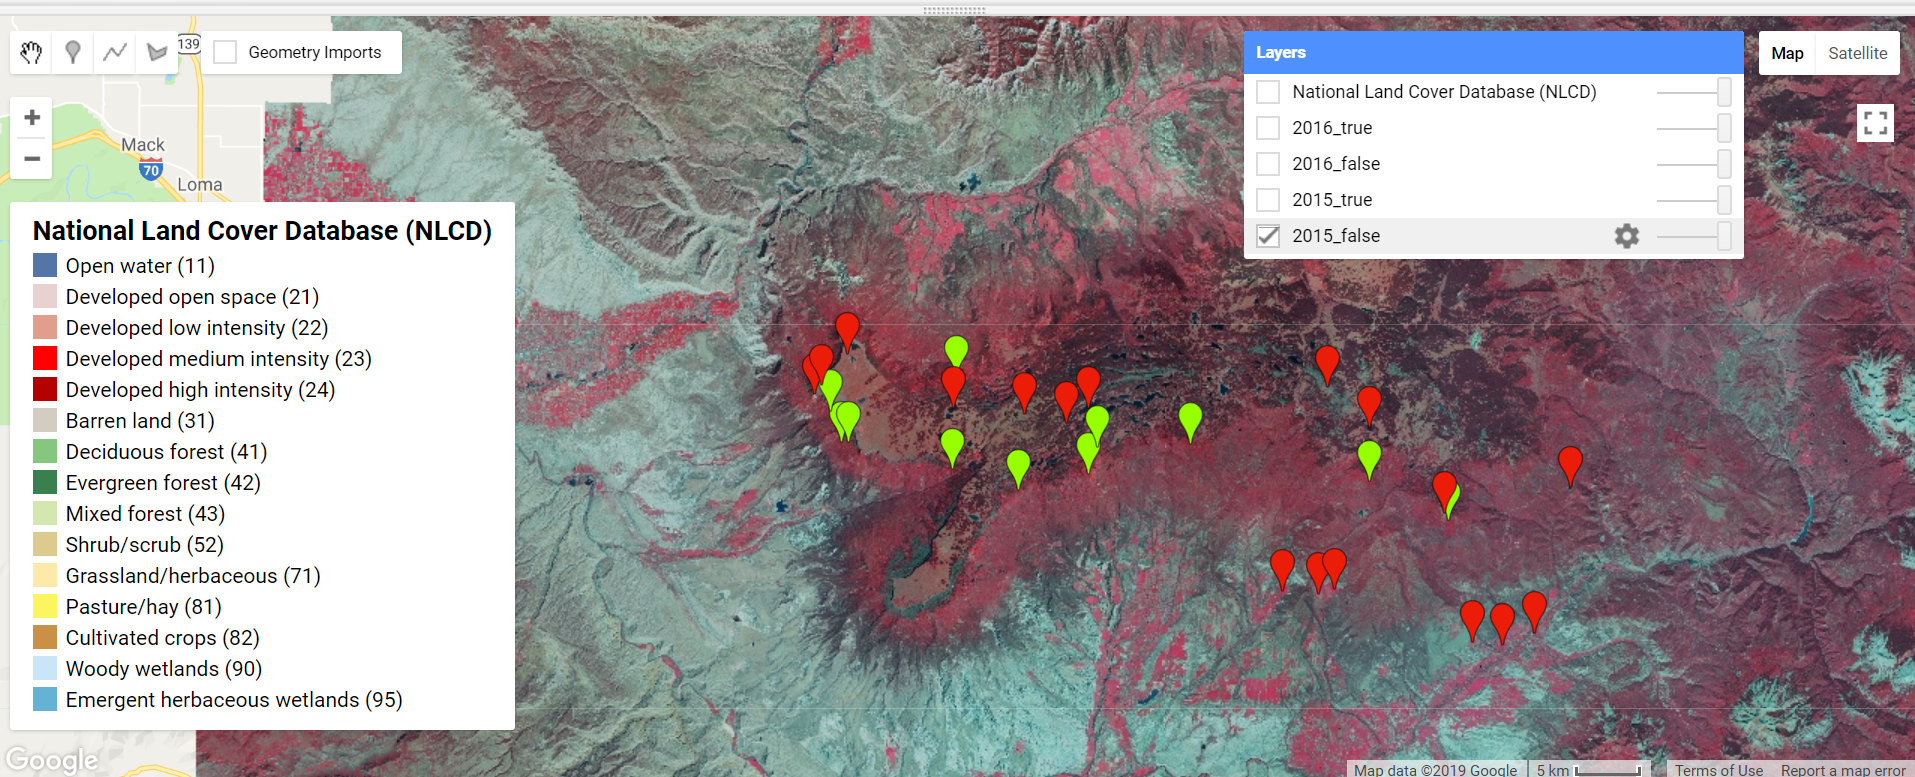 139
Geometry Imports
Layers
Map
Satellite
National Land Cover Database (NLCD)
2016_true
2016_false
2015_true
2015_false
+
−
Mack
70
Loma
National Land Cover Database (NLCD)
Open water (11)
Developed open space (21)
Developed low intensity (22)
Developed medium intensity (23)
Developed high intensity (24)
Barren land (31)
Deciduous forest (41)
Evergreen forest (42)
Mixed forest (43)
Shrub/scrub (52)
Grassland/herbaceous (71)
Pasture/hay (81)
Cultivated crops (82)
Woody wetlands (90)
Emergent herbaceous wetlands (95)
Google
Map data ©2019 Google
5 km
Terms of Use
Report a map error